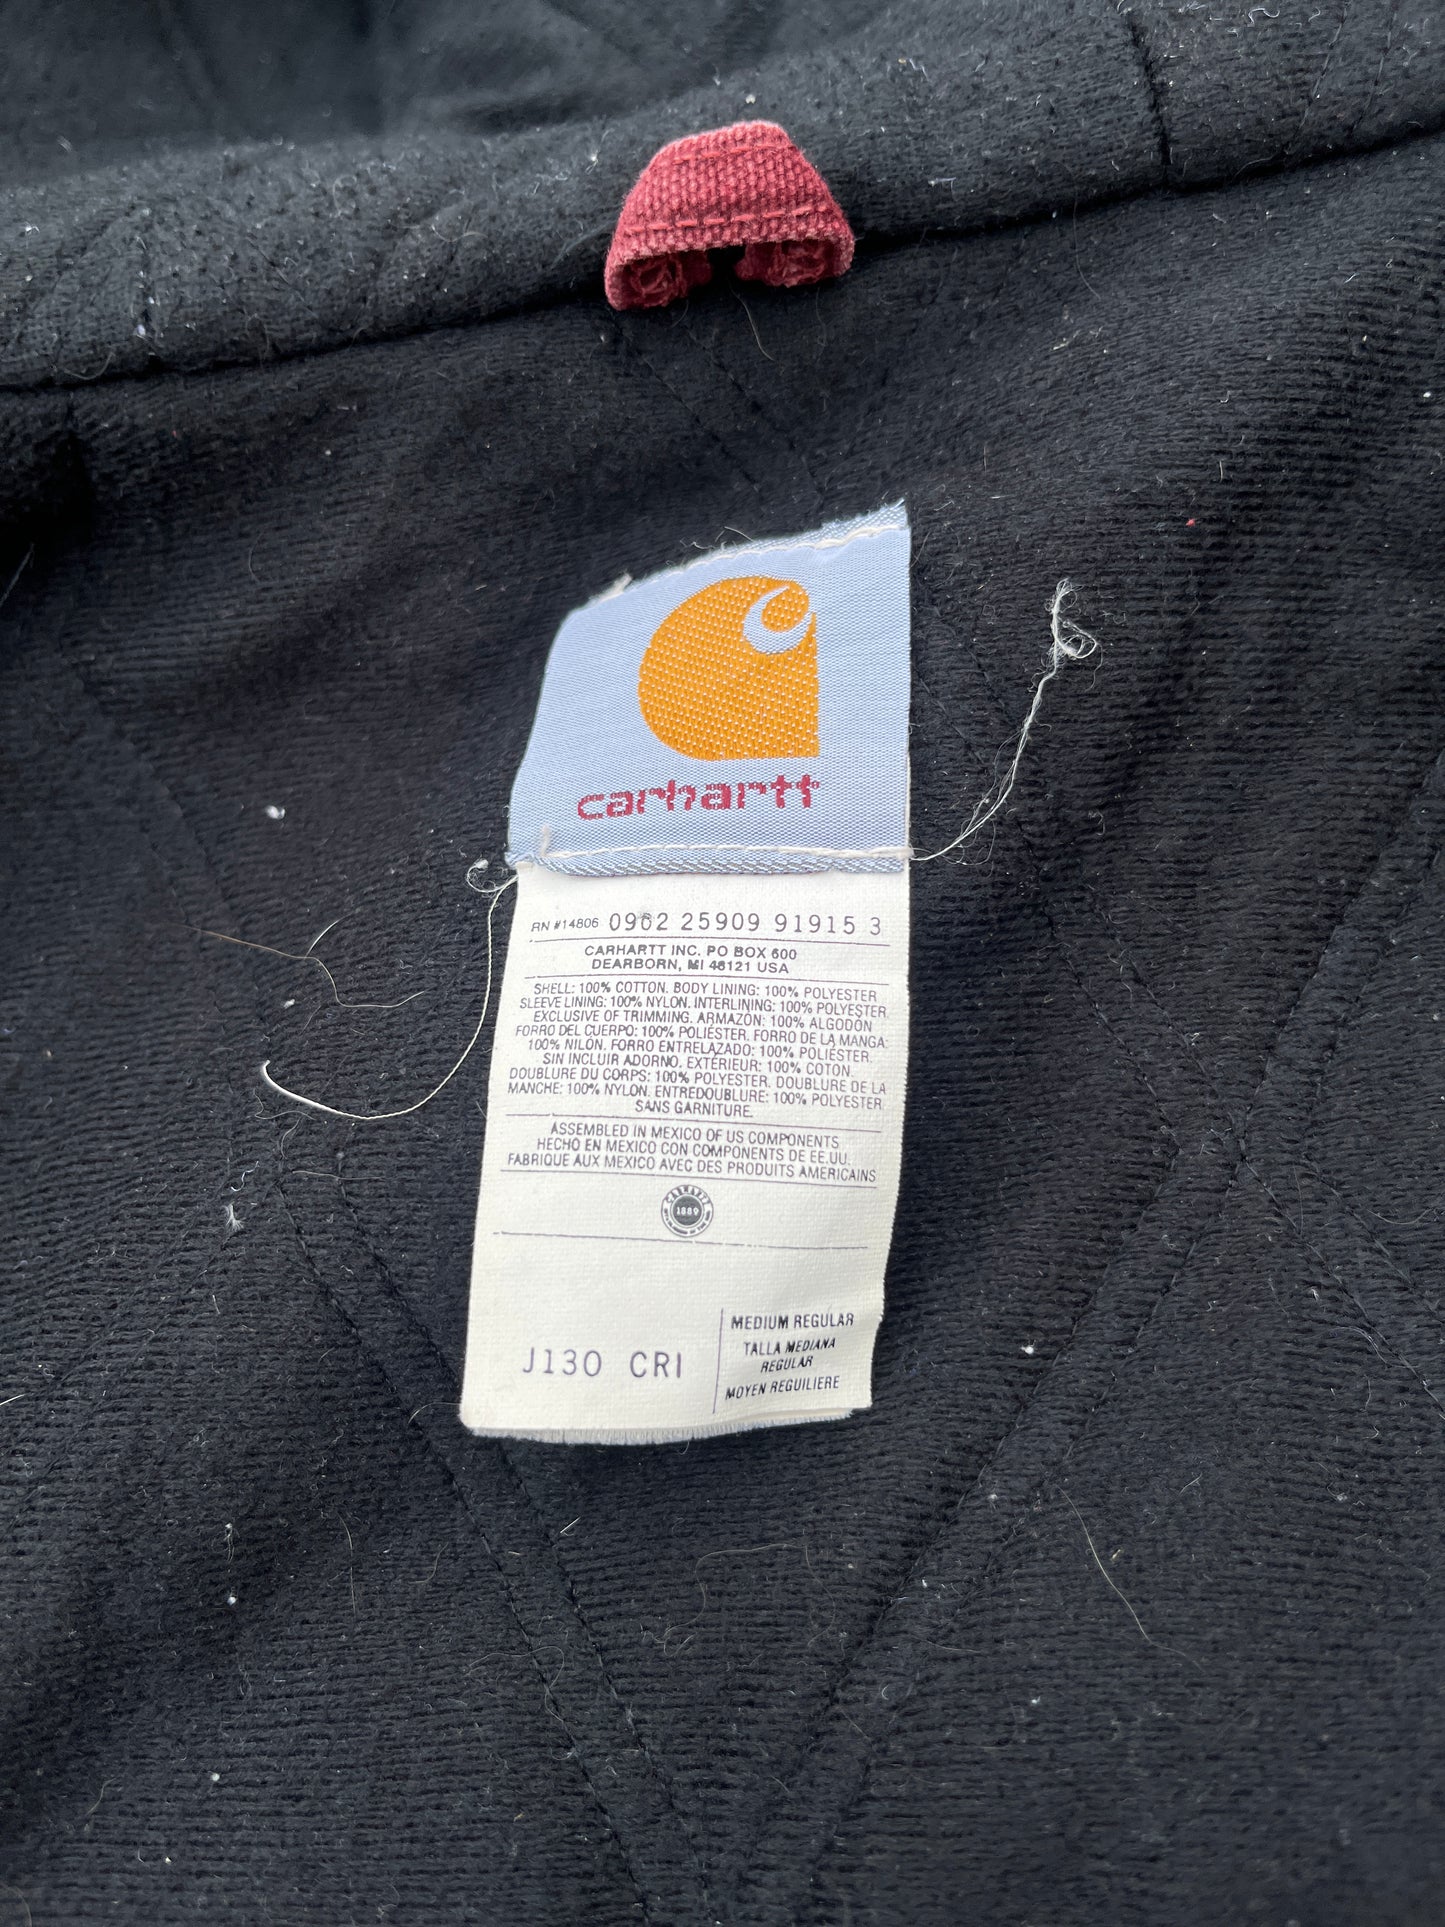 carhartt
RN #14806 0962 25909 91915 3
CARHARTT INC. PO BOX 600
DEARBORN, MI 48121 USA
SHELL: 100% COTTON. BODY LINING: 100% POLYESTER
SLEEVE LINING: 100% NYLON. INTERLINING: 100% POLYESTER.
EXCLUSIVE OF TRIMMING. ARMAZÓN: 100% ALGODÓN
FORRO DEL CUERPO: 100% POLIÉSTER. FORRO DE LA MANGA:
100% NILÓN. FORRO ENTRELAZADO: 100% POLIÉSTER.
SIN INCLUIR ADORNO. EXTÉRIEUR: 100% COTON.
DOUBLURE DU CORPS: 100% POLYESTER. DOUBLURE DE LA
MANCHE: 100% NYLON. ENTREDOUBLURE: 100% POLYESTER.
SANS GARNITURE.
ASSEMBLED IN MEXICO OF US COMPONENTS
HECHO EN MEXICO CON COMPONENTS DE EE.UU.
FABRIQUE AUX MEXICO AVEC DES PRODUITS AMERICAINS
1889
J130 CRI
MEDIUM REGULAR
TALLA MEDIANA
REGULAR
MOYEN REGUILIERE